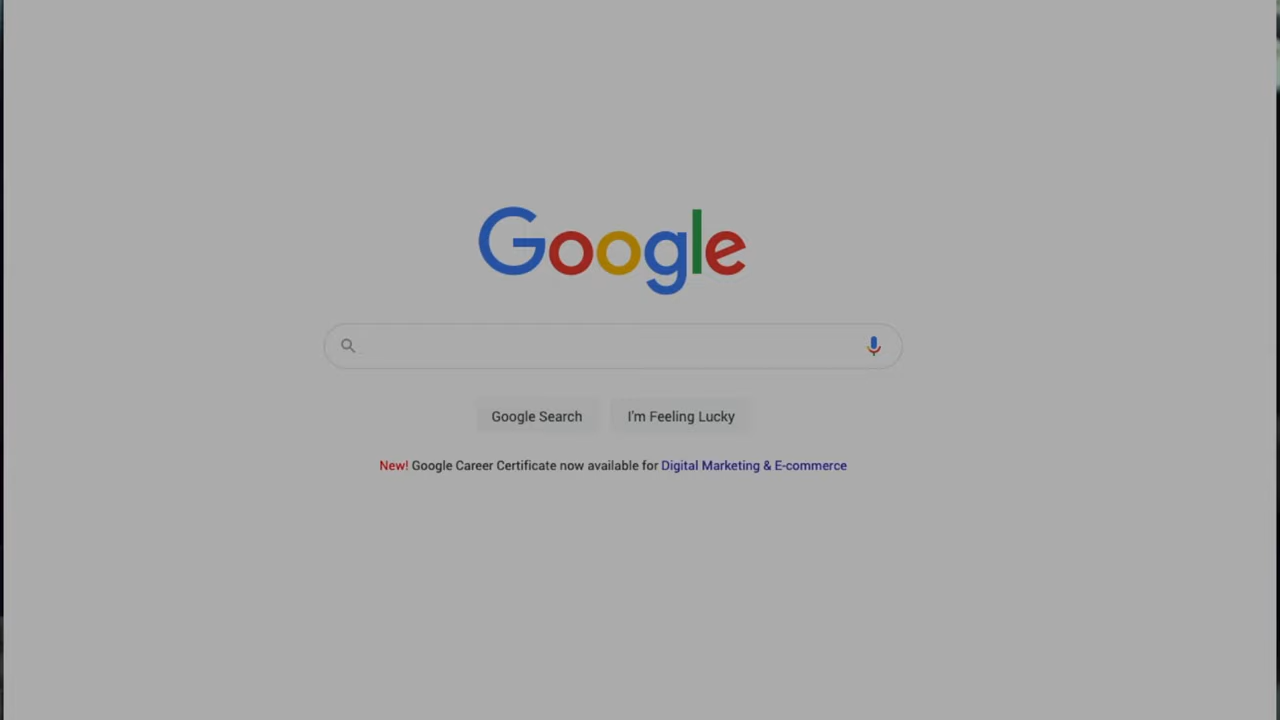 Google
Google Search
I'm Feeling Lucky
New! Google Career Certificate now available for Digital Marketing & E-commerce